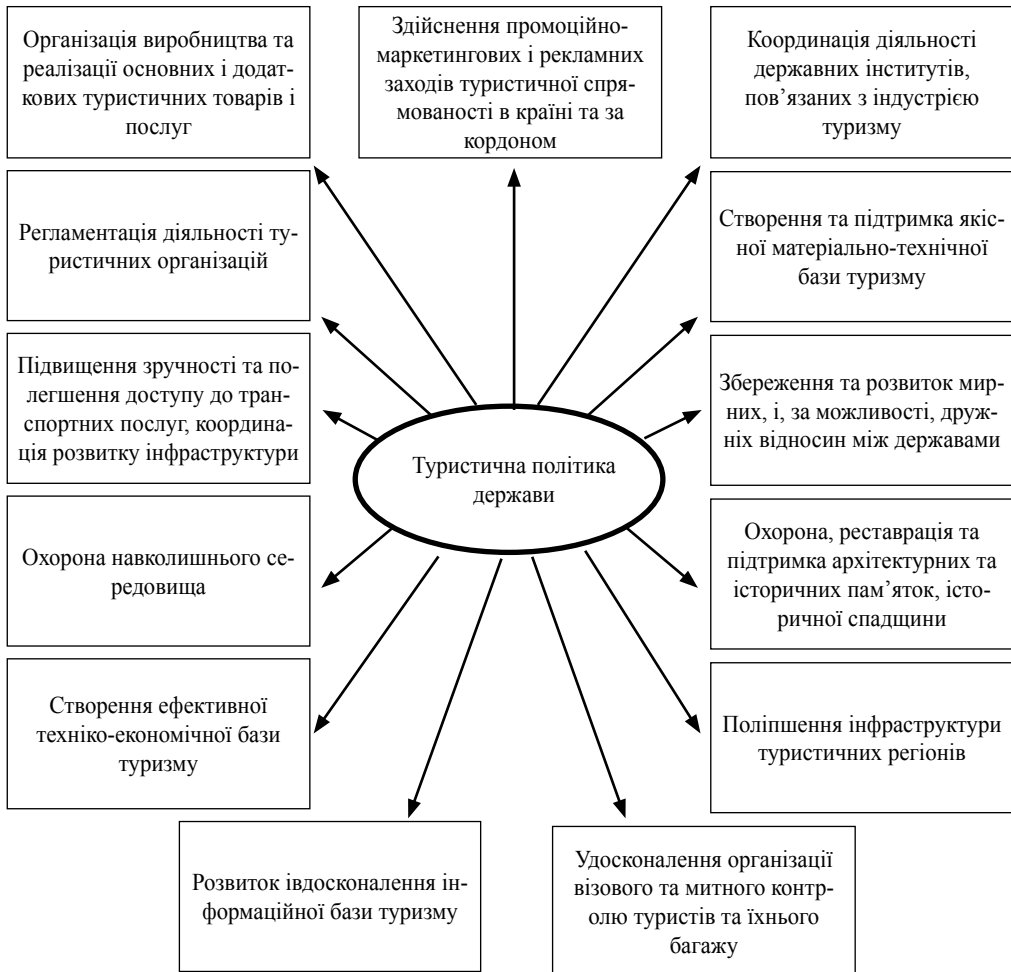 Організація виробництва та
реалізації основних і додат-
кових туристичних товарів і
послуг
Здійснення промоційно-
маркетингових і рекламних
заходів туристичної спря-
мованості в країні та за
кордоном
Координація діяльності
державних інститутів,
пов’язаних з індустрією
туризму
Регламентація діяльності ту-
ристичних організацій
Створення та підтримка якіс-
ної матеріально-технічної
бази туризму
Підвищення зручності та по-
легшення доступу до тран-
спортних послуг, координа-
ція розвитку інфраструктури
Туристична політика
держави
Збереження та розвиток мир-
них, і, за можливості, друж-
ніх відносин між державами
Охорона навколишнього се-
редовища
Охорона, реставрація та
підтримка архітектурних та
історичних пам’яток, істо-
ричної спадщини
Створення ефективної
техніко-економічної бази
туризму
Поліпшення інфраструктури
туристичних регіонів
Розвиток івдосконалення ін-
формаційної бази туризму
Удосконалення організації
візового та митного конт-
ролю туристів та їхнього
багажу